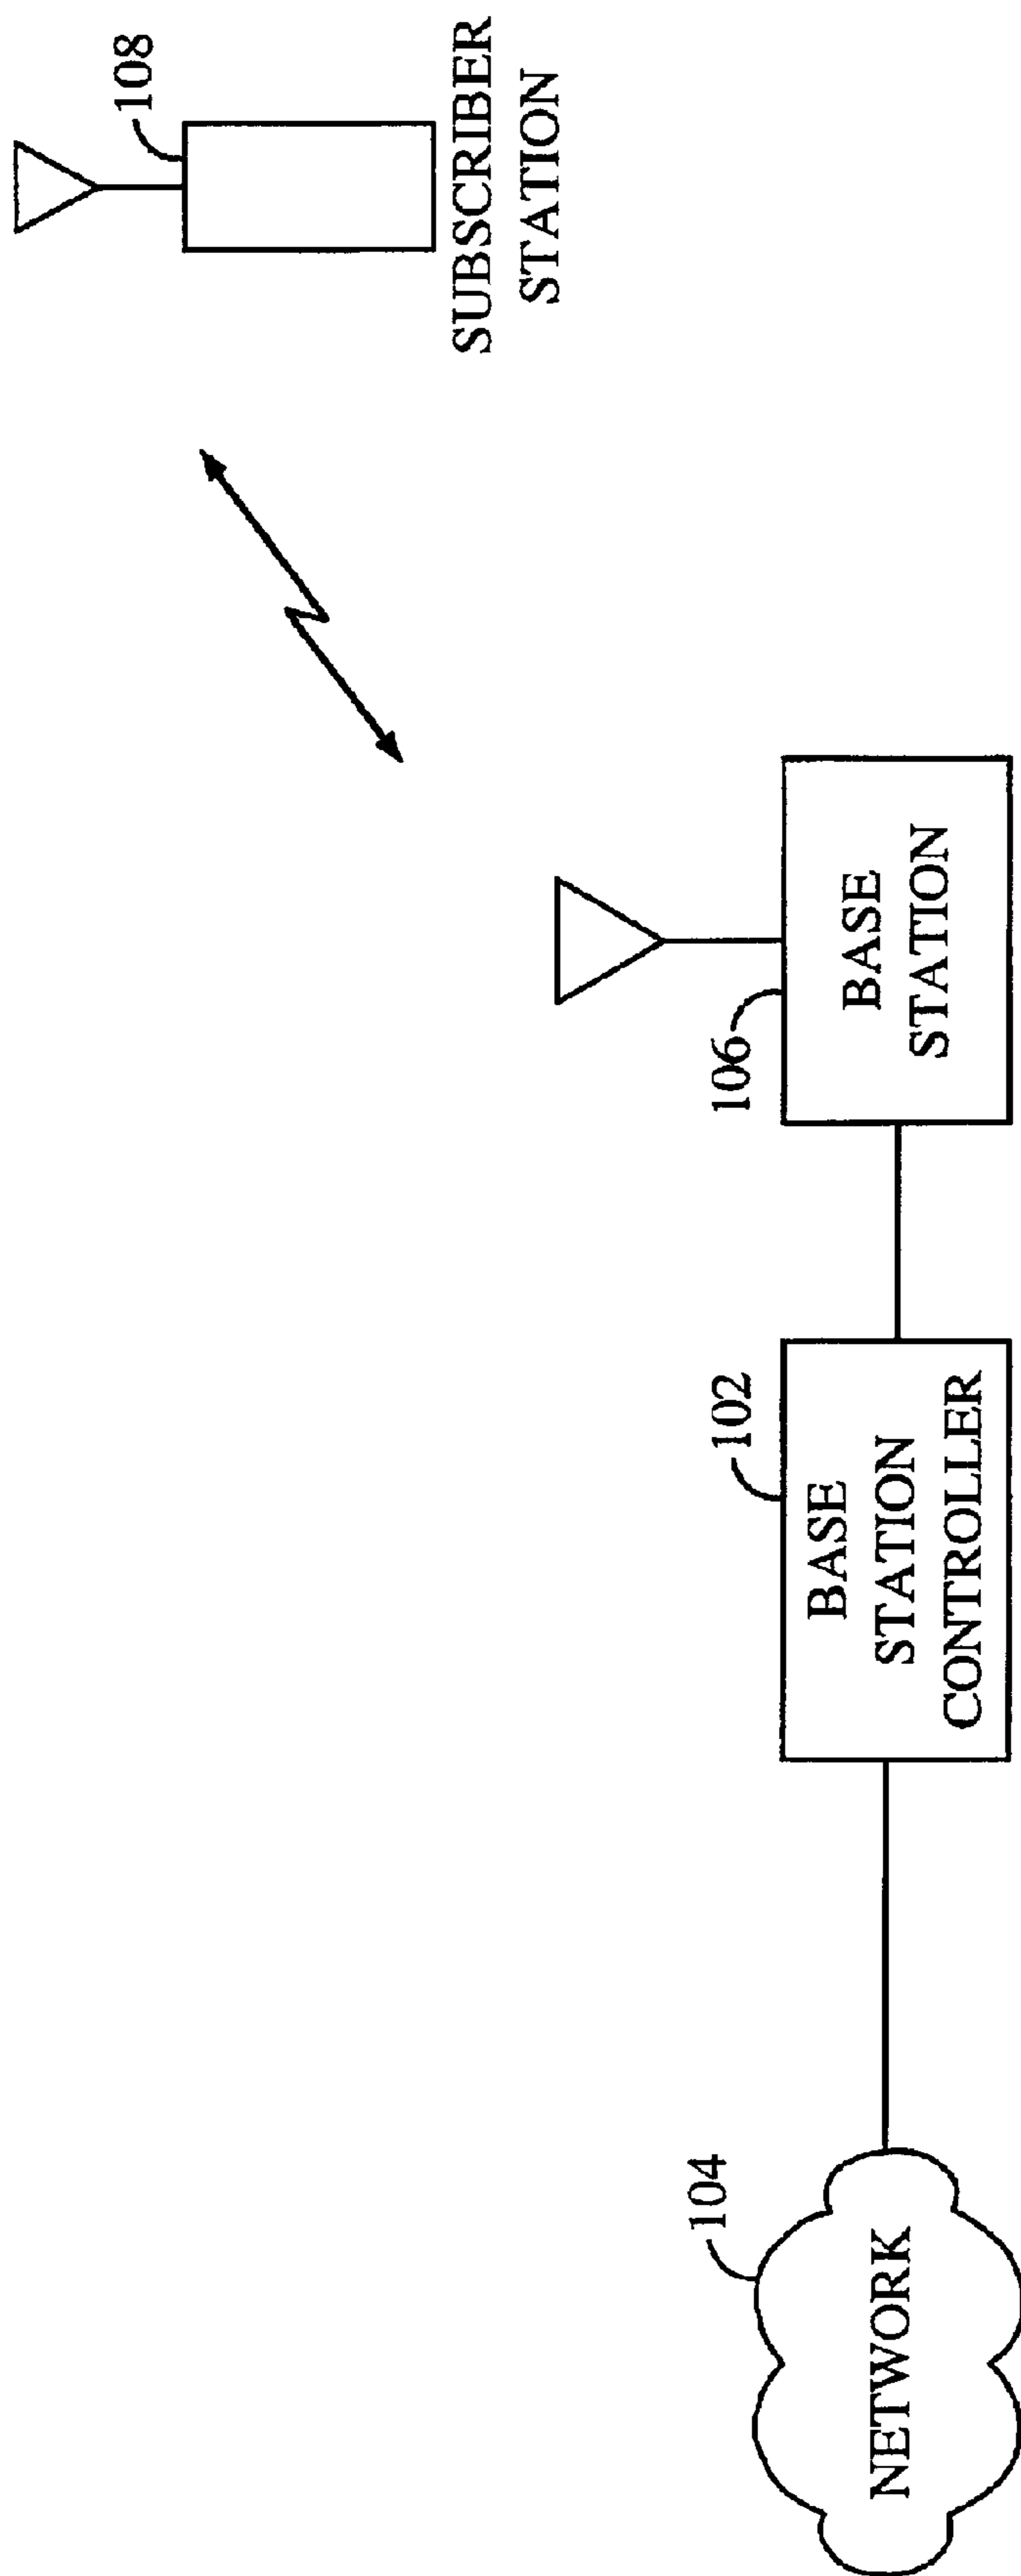 108
SUBSCRIBER
STATION
106
BASE
STATION
102
BASE
STATION
CONTROLLER
104
NETWORK